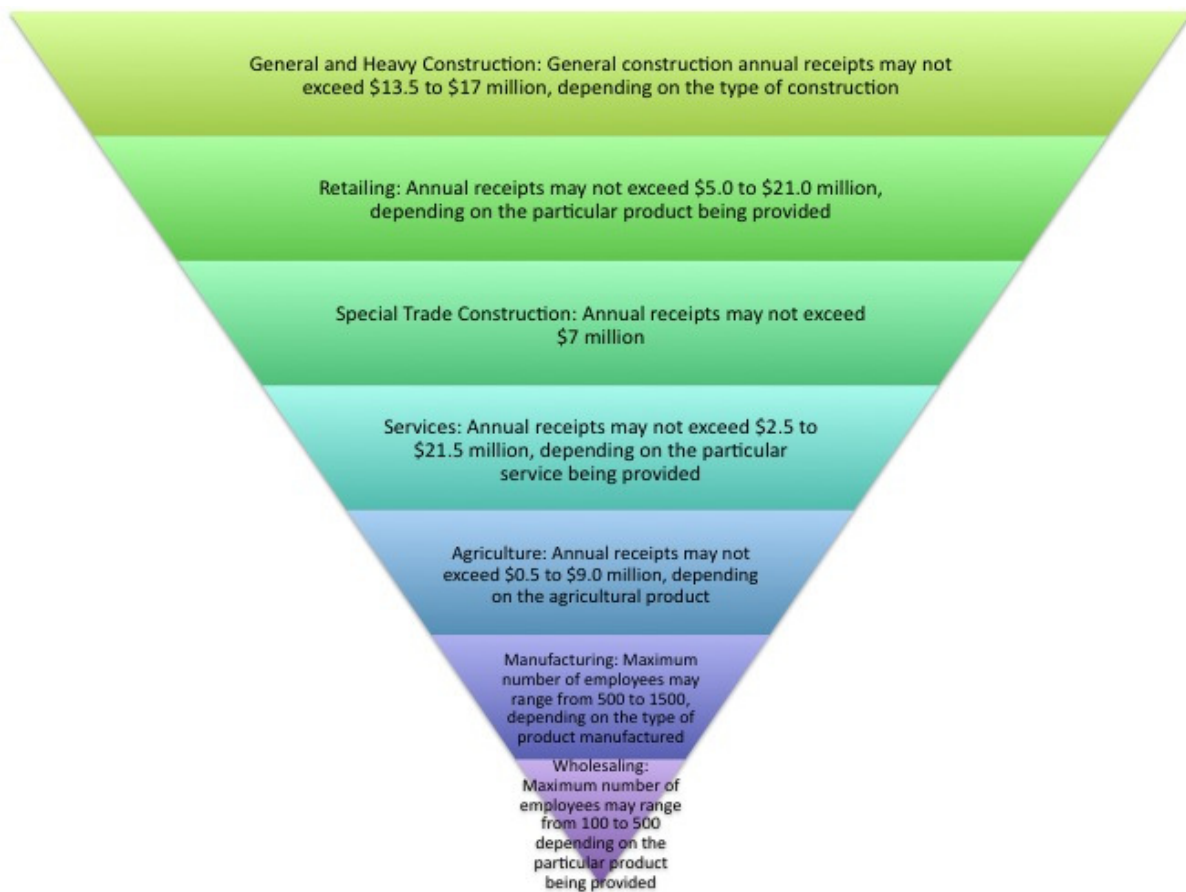 General and Heavy Construction: General construction annual receipts may not
exceed $13.5 to $17 million, depending on the type of construction
Retailing: Annual receipts may not exceed $5.0 to $21.0 million,
depending on the particular product being provided
Special Trade Construction: Annual receipts may not exceed
$7 million
Services: Annual receipts may not exceed $2.5 to
$21.5 million, depending on the particular
service being provided
Agriculture: Annual receipts may not
exceed $0.5 to $9.0 million, depending
on the agricultural product
Manufacturing: Maximum
number of employees may
range from 500 to 1500,
depending on the type of
product manufactured
Wholesaling:
Maximum number of
employees may range
from 100 to 500
depending on the
particular product
being provided